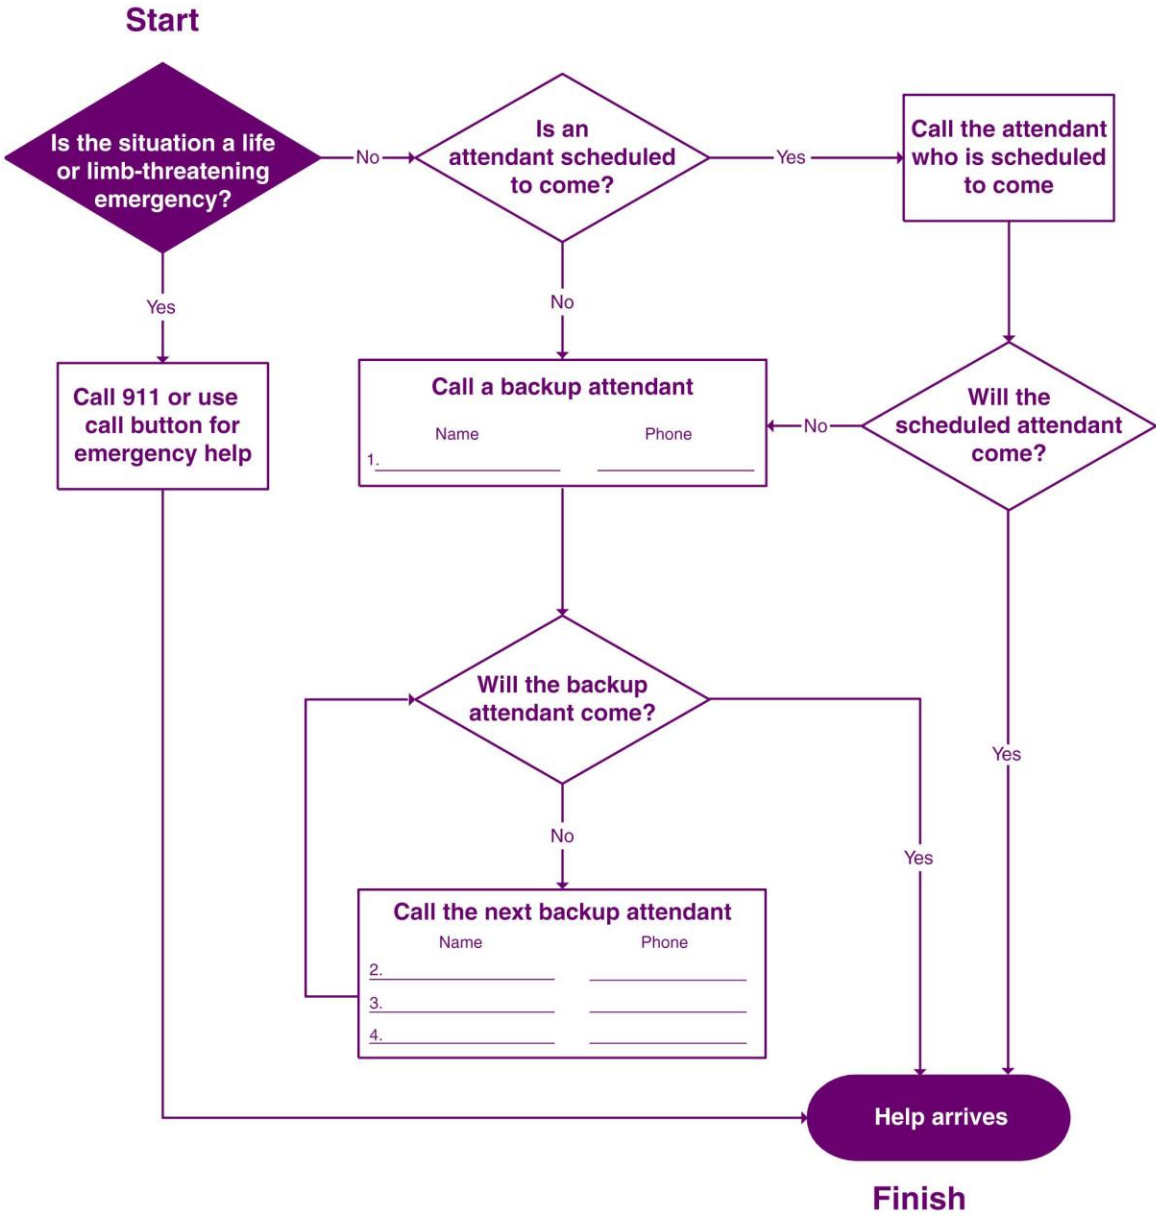 Start
Is the situation a life
or limb-threatening
emergency?
No
Is an
attendant scheduled
to come?
Yes
Call the attendant
who is scheduled
to come
Yes
No
Call 911 or use
call button for
emergency help
Call a backup attendant
Name Phone
1.
No
Will the
scheduled attendant
come?
Will the backup
attendant come?
Yes
No
Yes
Call the next backup attendant
Name Phone
2.
3.
4.
Help arrives
Finish